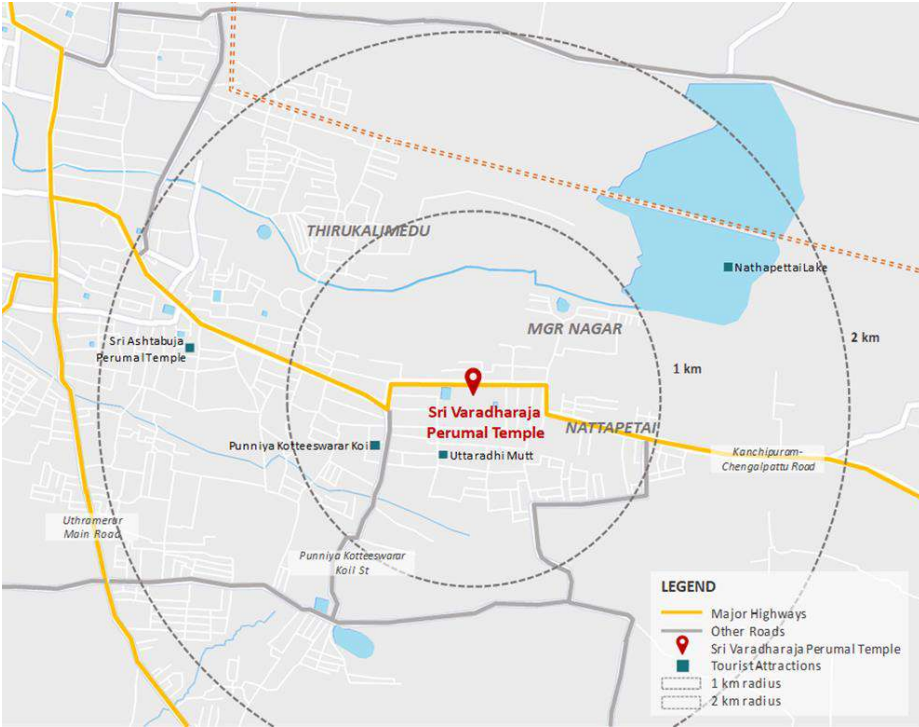 THIRUKALIMEDU
Nathapettai Lake
MGR NAGAR
2 km
Sri Ashtabuja
Perumal Temple
1 km
Sri Varadharaja
Perumal Temple
NATTAPETAI
Punniya Kotteeswarar Koi
Uttaradhi Mutt
Kanchipuram-
Chengalpattu Road
Uthramerar
Main Road
Punniya Kotteeswarar
Koil St
LEGEND
Major Highways
Other Roads
Sri Varadharaja Perumal Temple
Tourist Attractions
1 km radius
2 km radius